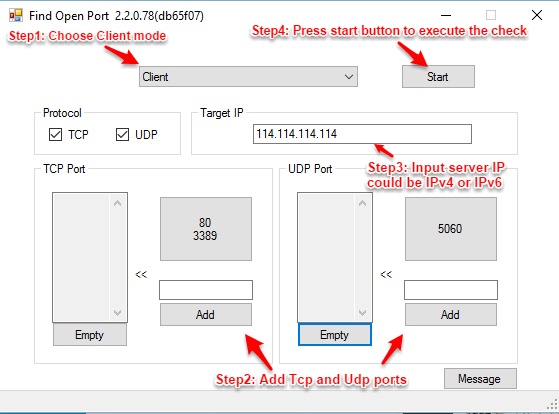 Find Open Port 2.2.0.78(db65f07)
Step1: Choose Client mode
Step4: Press start button to execute the check
Client
Start
Protocol
TCP
UDP
Target IP
114.114.114.114
Step3: Input server IP
could be IPv4 or IPv6
TCP Port
80
3389
<<
Add
Empty
UDP Port
5060
<<
Add
Empty
Step2: Add Tcp and Udp ports
Message